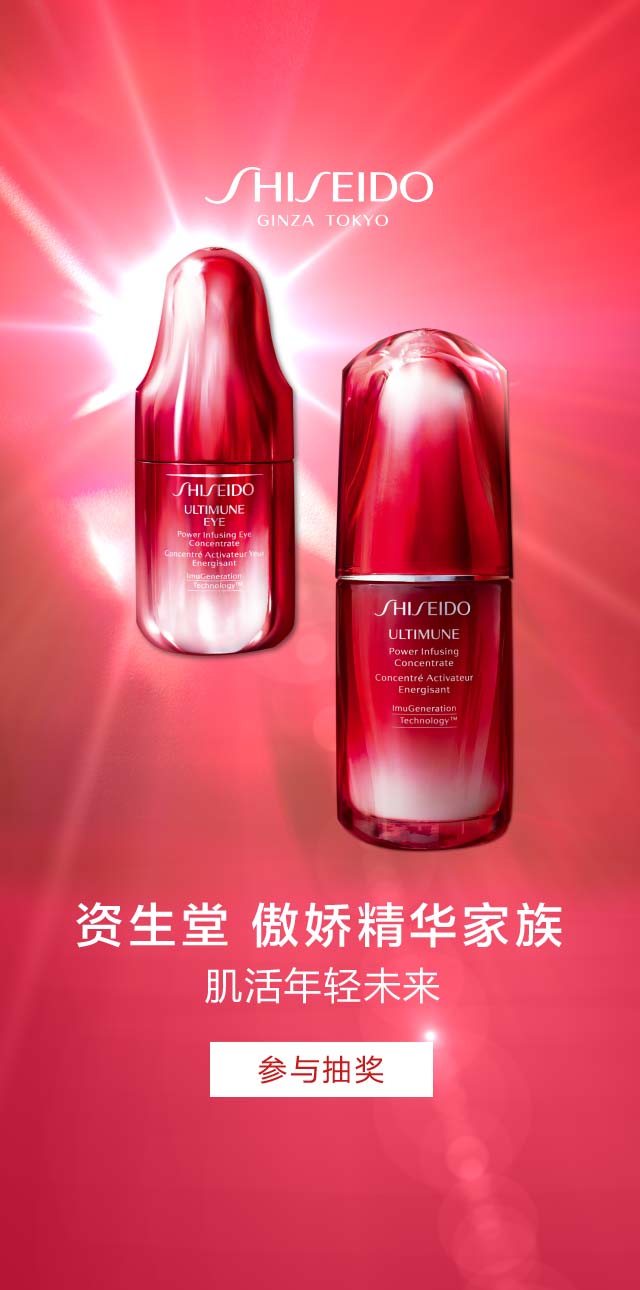 SHISEIDO
GINZA TOKYO
SHISEIDO
ULTIMUNE
EYE
Power Infusing Eye
Concentrate
Concentré Activateur Yeux
Energisant
ImuGeneration
Technology™
SHISEIDO
ULTIMUNE
Power Infusing
Concentrate
Concentré Activateur
Energisant
ImuGeneration
Technology™
资生堂 傲娇精华家族
肌活年轻未来
参与抽奖